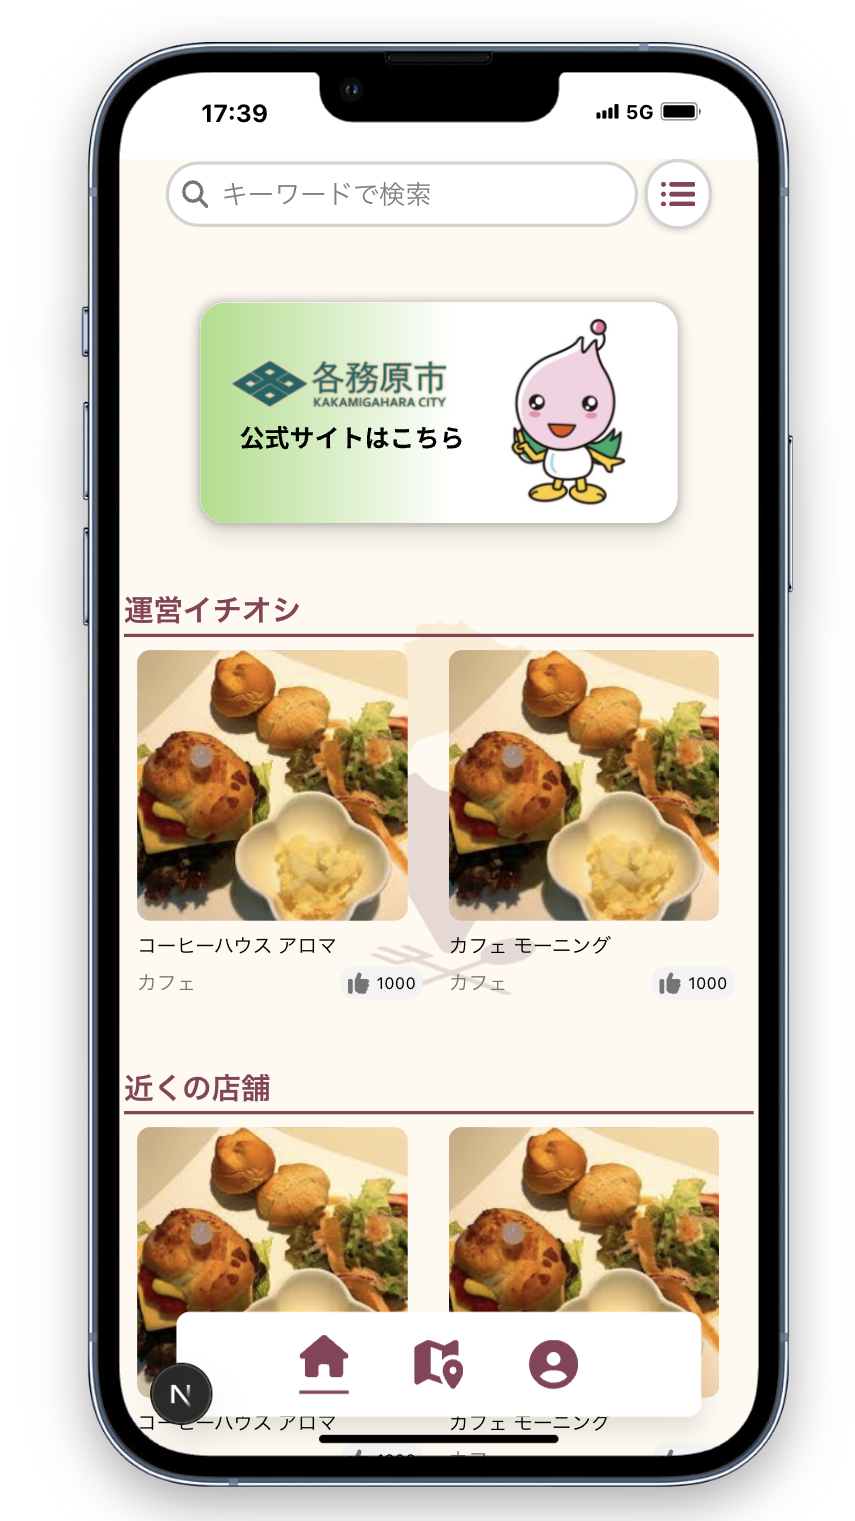 17:39
5G
キーワードで検索
各務原市
KAKAMIGAHARA CITY
公式サイトはこちら
運営イチオシ
コーヒーハウス アロマ
カフェ モーニング
カフェ
1000
カフェ
1000
近くの店舗
N
コーヒーハウス アロマ
カフェ モーニング